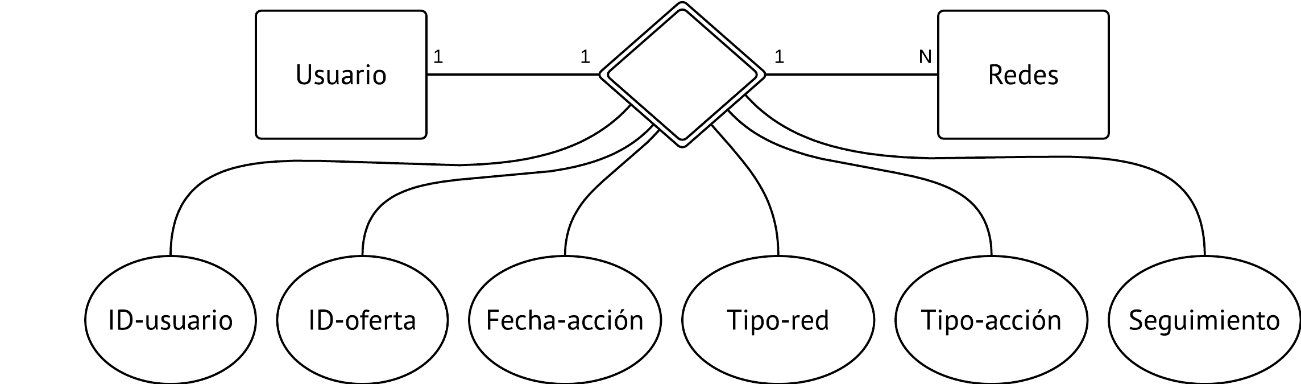 Usuario 1 1 1 N Redes
ID-usuario ID-oferta Fecha-acción Tipo-red Tipo-acción Seguimiento